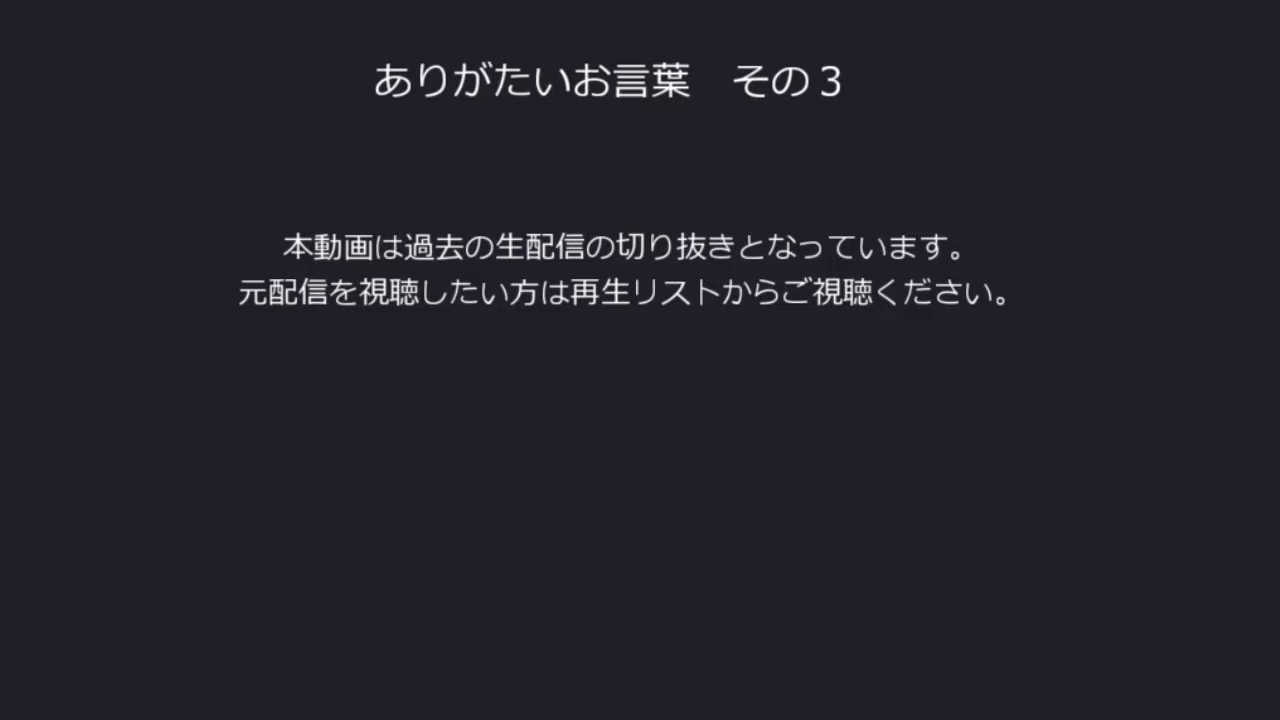 ありがたいお言葉　その３
本動画は過去の生配信の切り抜きとなっています。
元配信を視聴したい方は再生リストからご視聴ください。